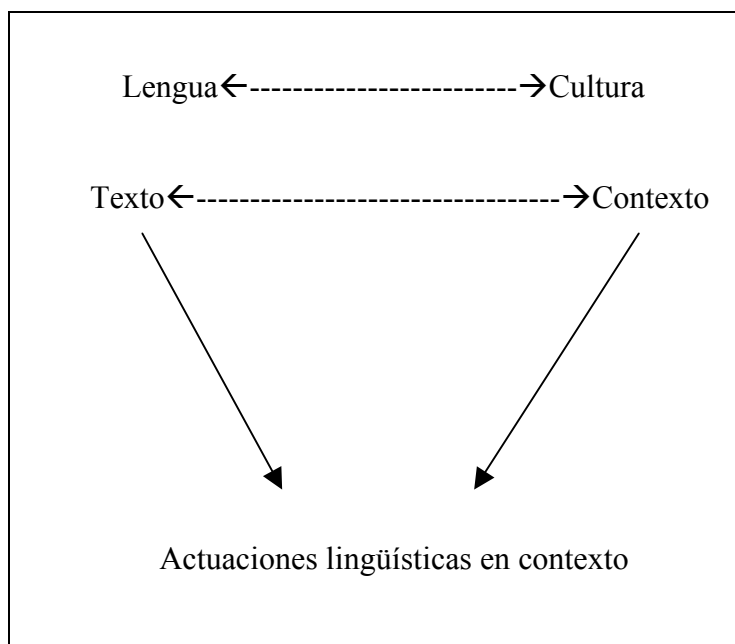 Lengua←-------------------------→Cultura
Texto←----------------------------------→Contexto
Actuaciones lingüísticas en contexto